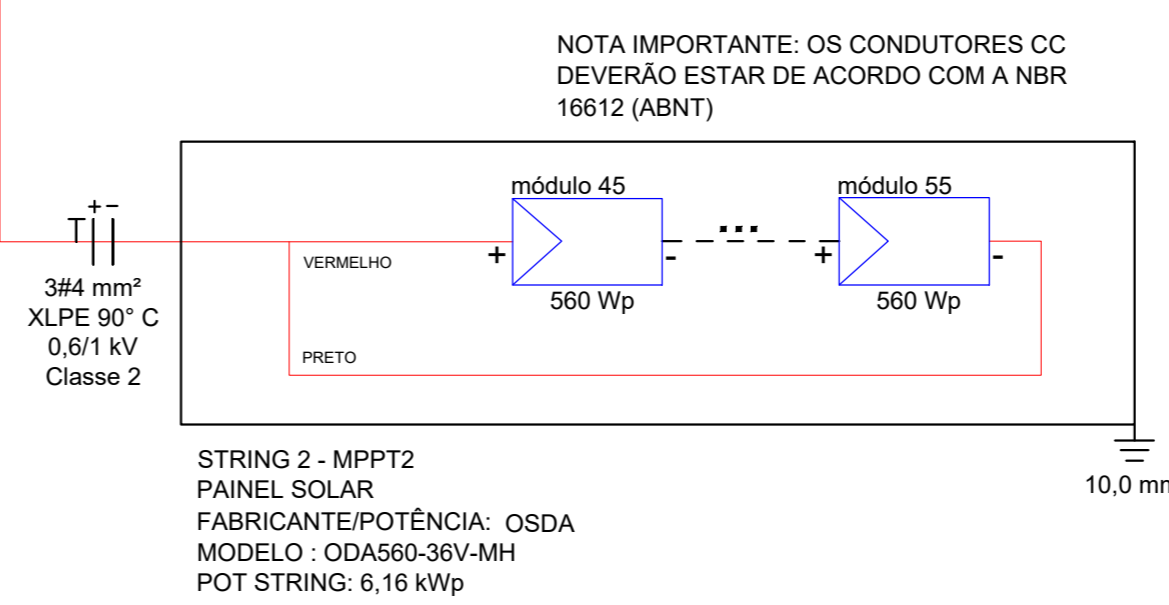 NOTA IMPORTANTE: OS CONDUTORES CC
DEVERÃO ESTAR DE ACORDO COM A NBR
16612 (ABNT)
módulo 45
módulo 55
+ -
T
VERMELHO
+
-
...
+
-
3#4 mm²
XLPE 90° C
0,6/1 kV
Classe 2
560 Wp
560 Wp
PRETO
STRING 2 - MPPT2
PAINEL SOLAR
FABRICANTE/POTÊNCIA: OSDA
MODELO : ODA560-36V-MH
POT STRING: 6,16 kWp
10,0 mm